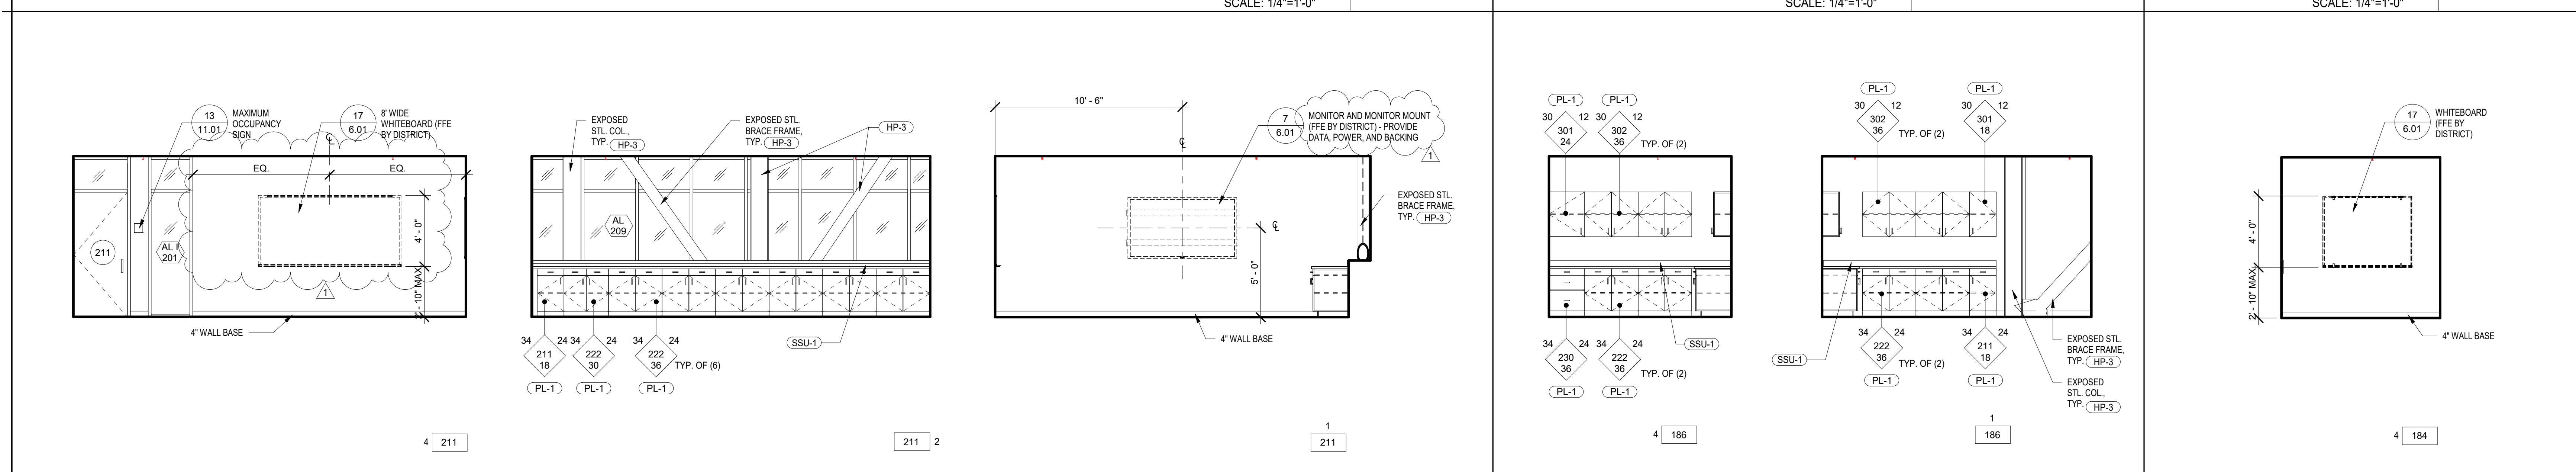 SCALE: 1/4"=1'-0"
SCALE: 1/4"=1'-0"
SCALE: 1/4"=1'-0"
13
11.01
MAXIMUM
OCCUPANCY
SIGN
17
6.01
8' WIDE
WHITEBOARD (FFE
BY DISTRICT)
℄
EQ.
EQ.
211
AL I
201
4' - 0"
2' - 10" MAX.
1
4" WALL BASE
4
211
EXPOSED
STL. COL.,
TYP.
HP-3
EXPOSED STL.
BRACE FRAME,
TYP.
HP-3
HP-3
AL
209
34
24
211
18
PL-1
34
24
222
30
PL-1
34
24
222
36
TYP. OF (6)
PL-1
SSU-1
211
2
10' - 6"
℄
7
6.01
MONITOR AND MONITOR MOUNT
(FFE BY DISTRICT) - PROVIDE
DATA, POWER, AND BACKING
1
EXPOSED STL.
BRACE FRAME,
TYP.
HP-3
℄
5' - 0"
4" WALL BASE
1
211
PL-1
30
12
301
24
PL-1
30
12
302
36
TYP. OF (2)
34
24
230
36
PL-1
34
24
222
36
TYP. OF (2)
PL-1
SSU-1
4
186
PL-1
30
12
302
36
TYP. OF (2)
PL-1
30
12
301
18
SSU-1
34
24
222
36
TYP. OF (2)
PL-1
34
24
211
18
PL-1
EXPOSED STL.
BRACE FRAME,
TYP.
HP-3
EXPOSED
STL. COL.,
TYP.
HP-3
1
186
17
6.01
WHITEBOARD
(FFE BY
DISTRICT)
4' - 0"
2' - 10" MAX.
4" WALL BASE
4
184